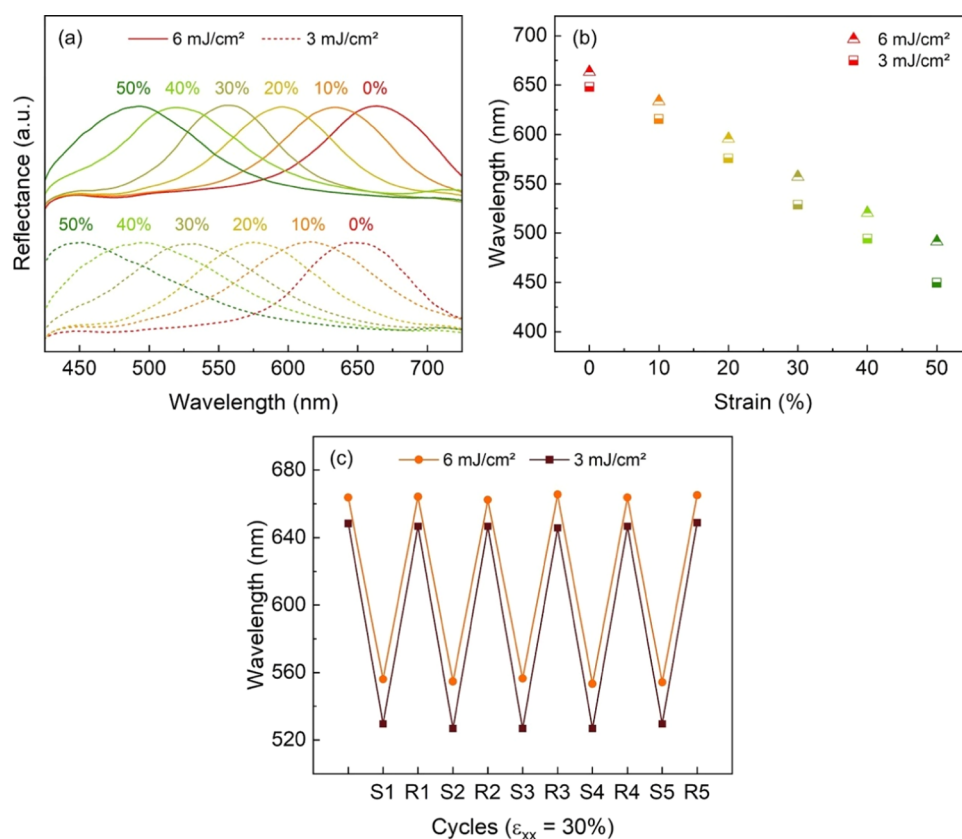 (a)
6 mJ/cm² 3 mJ/cm²
50% 40% 30% 20% 10% 0%
50% 40% 30% 20% 10% 0%
Reflectance (a.u.)
450 500 550 600 650 700
Wavelength (nm)
(b)
6 mJ/cm²
3 mJ/cm²
700
650
600
550
500
450
400
Wavelength (nm)
0 10 20 30 40 50
Strain (%)
(c)
6 mJ/cm² 3 mJ/cm²
680
640
600
560
520
Wavelength (nm)
S1 R1 S2 R2 S3 R3 S4 R4 S5 R5
Cycles (εxx = 30%)